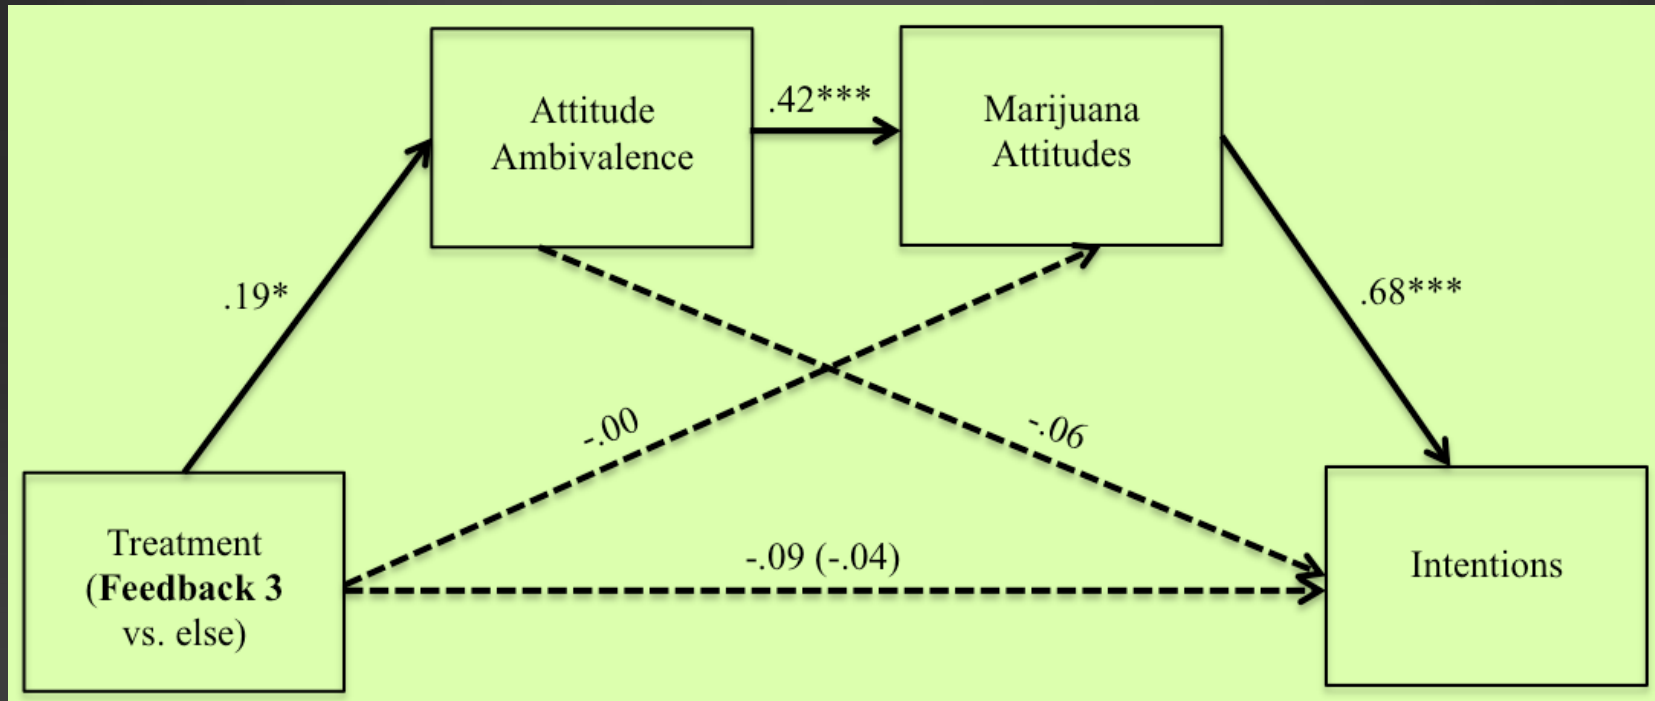 Attitude
Ambivalence
.42***
Marijuana
Attitudes
.19*
.68***
-.00
-.06
Treatment
(Feedback 3
vs. else)
-.09 (-.04)
Intentions